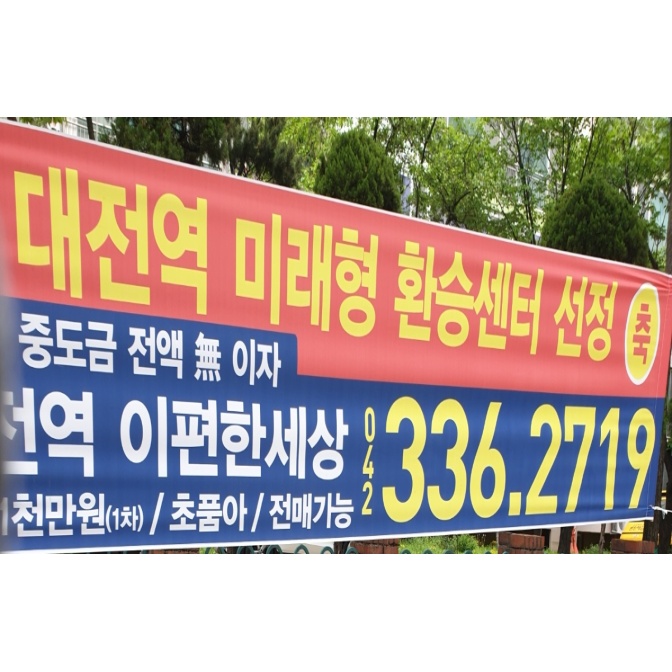 대전역 미래형 환승센터 선정 축
중도금 전액 無 이자
전역 이편한세상 042 336.2719
1천만원(1차) / 초품아 / 전매가능